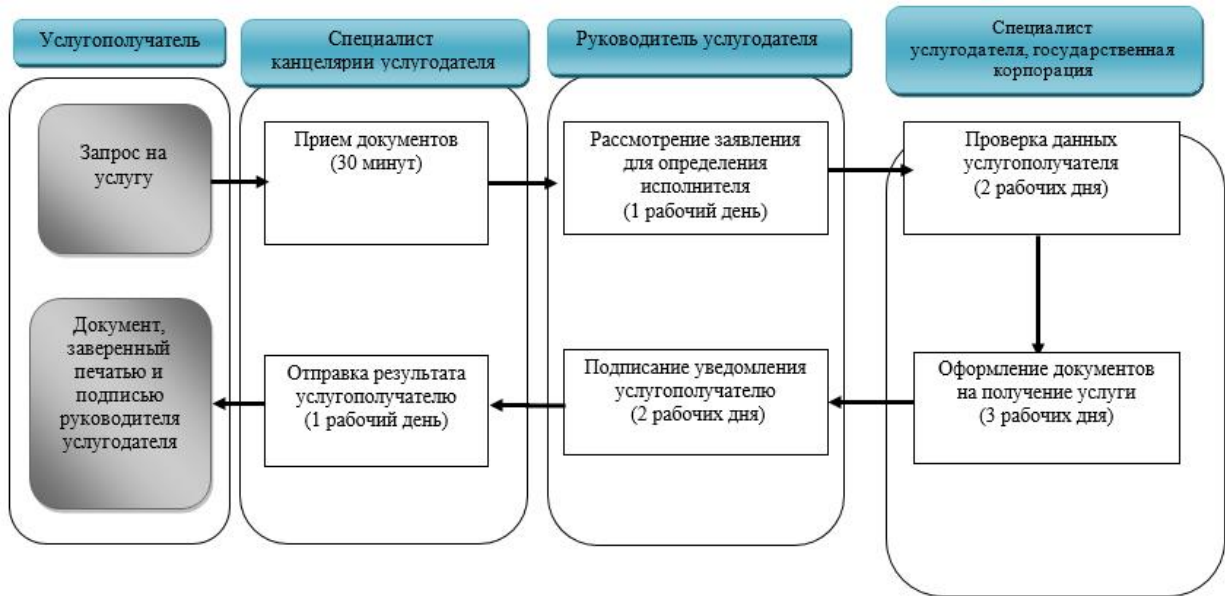 Услугополучатель
Специалист
канцелярии услугодателя
Руководитель услугодателя
Специалист
услугодателя, государственная
корпорация
Запрос на
услугу
Прием документов
(30 минут)
Рассмотрение заявления
для определения
исполнителя
(1 рабочий день)
Проверка данных
услугополучателя
(2 рабочих дня)
Документ,
заверенный
печатью и
подписью
руководителя
услугодателя
Отправка результата
услугополучателю
(1 рабочий день)
Подписание уведомления
услугополучателю
(2 рабочих дня)
Оформление документов
на получение услуги
(3 рабочих дня)